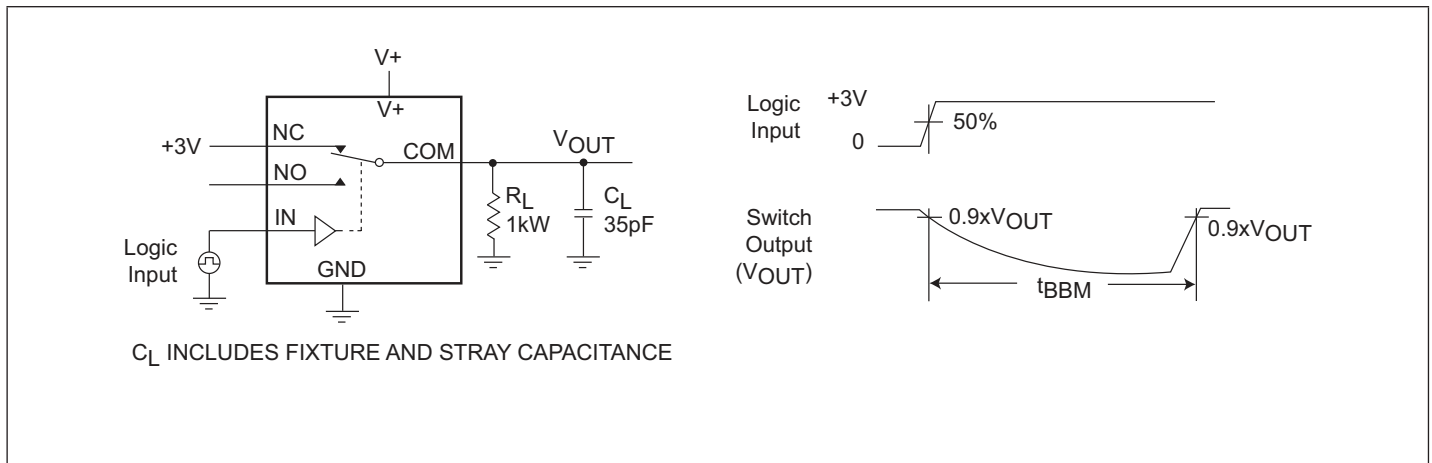 V+
V+
NC
+3V
COM
VOUT
NO
RL
1kW
CL
35pF
IN
Logic
Input
GND
CL INCLUDES FIXTURE AND STRAY CAPACITANCE
Logic
Input
+3V
50%
0
Switch
Output
(VOUT)
0.9xVOUT
0.9xVOUT
tBBM